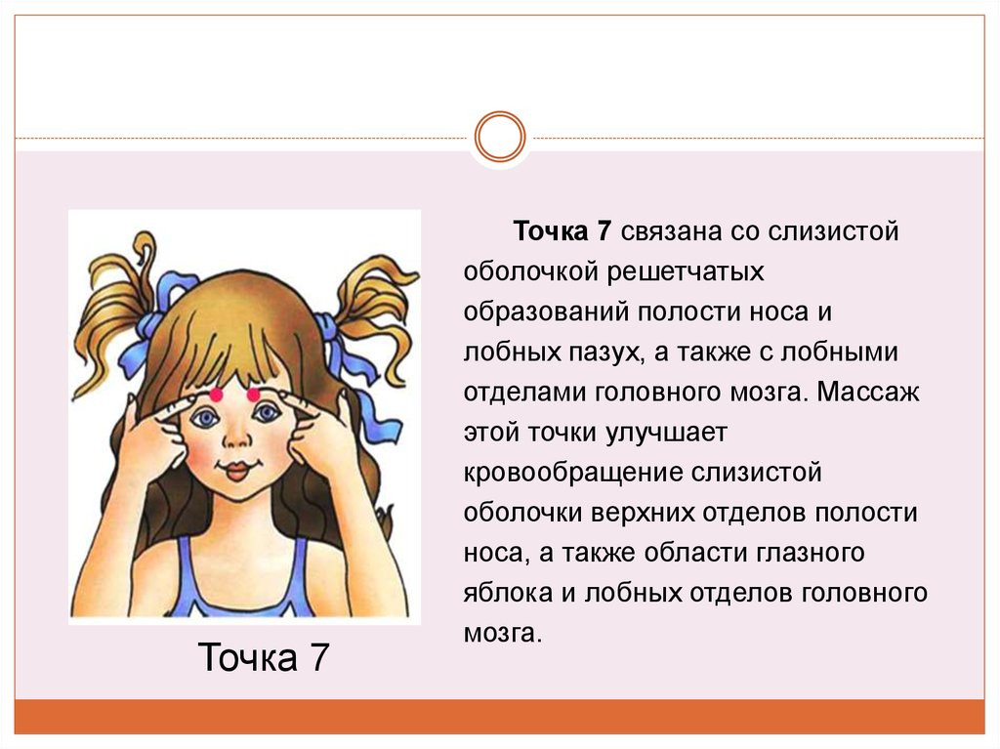 Точка 7 связана со слизистой
оболочкой решетчатых
образований полости носа и
лобных пазух, а также с лобными
отделами головного мозга. Массаж
этой точки улучшает
кровообращение слизистой
оболочки верхних отделов полости
носа, а также области глазного
яблока и лобных отделов головного
мозга.
Точка 7